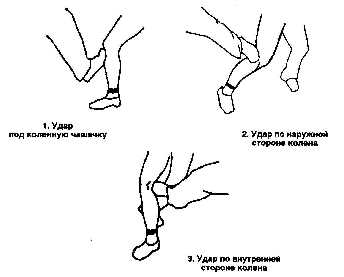 1. Удар
под коленную чашечку
2. Удар по наружной
стороне колена
3. Удар по внутренней
стороне колена